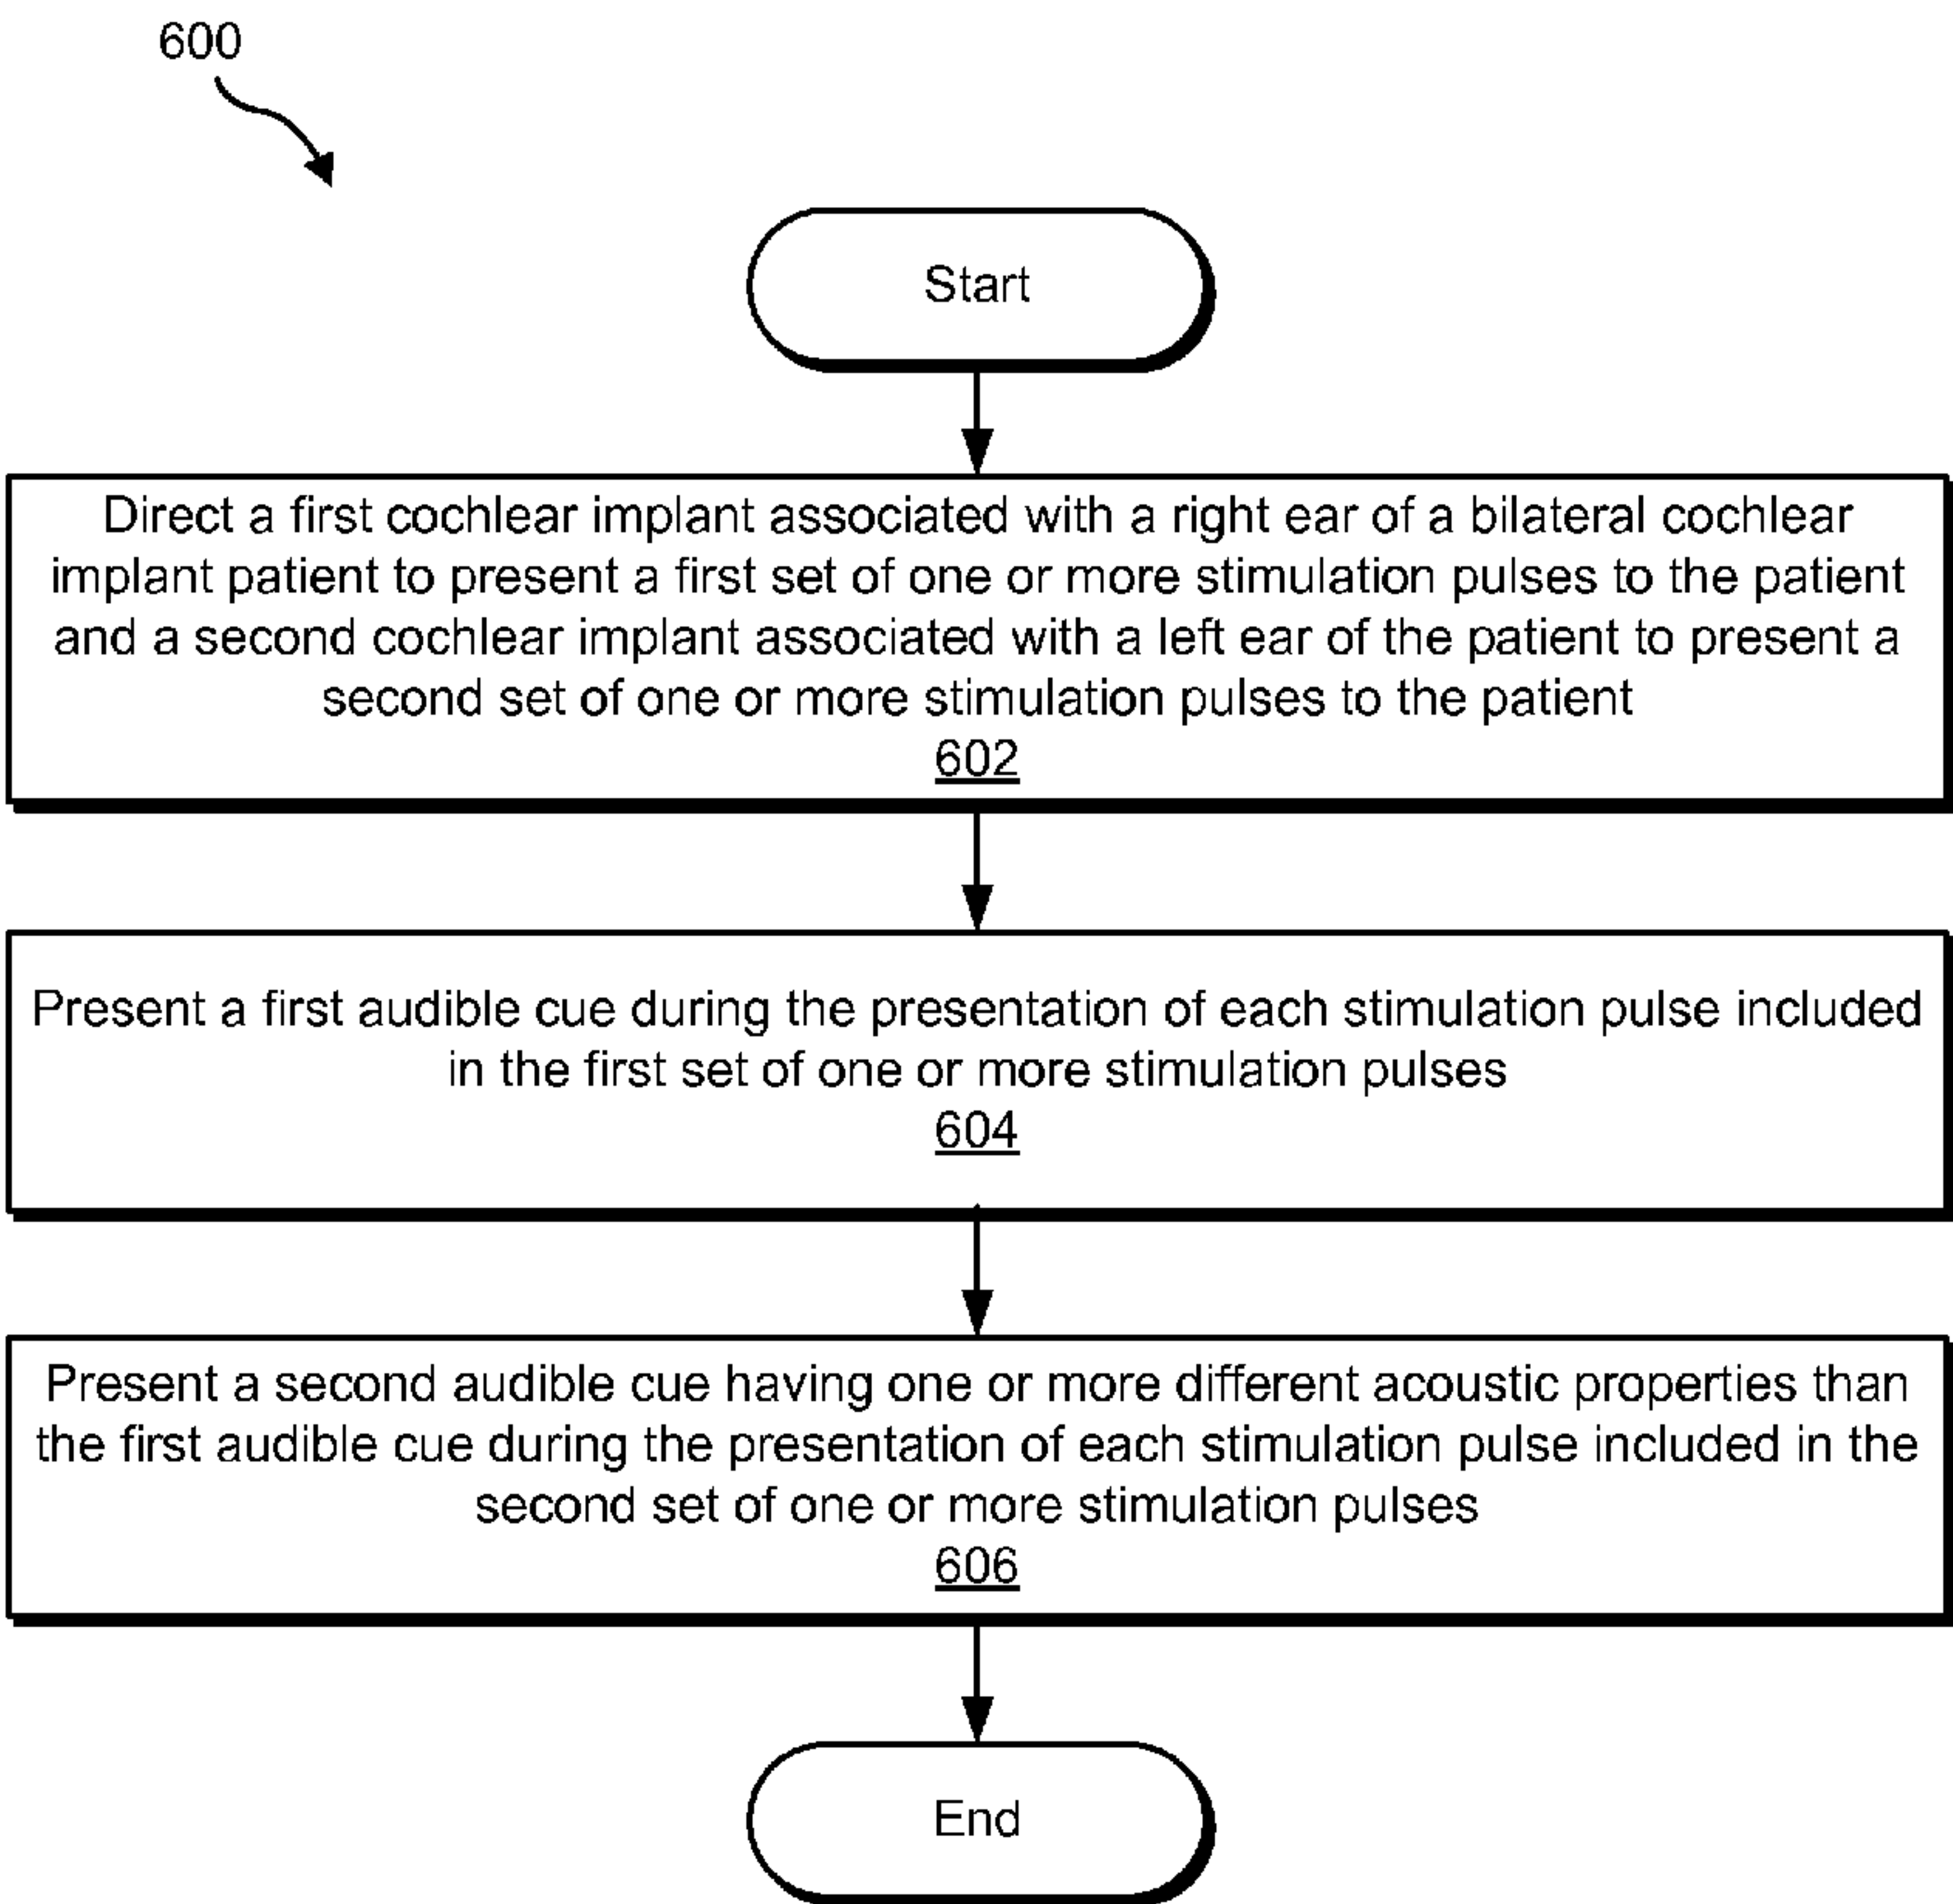 600
Start
Direct a first cochlear implant associated with a right ear of a bilateral cochlear
implant patient to present a first set of one or more stimulation pulses to the patient
and a second cochlear implant associated with a left ear of the patient to present a
second set of one or more stimulation pulses to the patient
602
Present a first audible cue during the presentation of each stimulation pulse included
in the first set of one or more stimulation pulses
604
Present a second audible cue having one or more different acoustic properties than
the first audible cue during the presentation of each stimulation pulse included in the
second set of one or more stimulation pulses
606
End